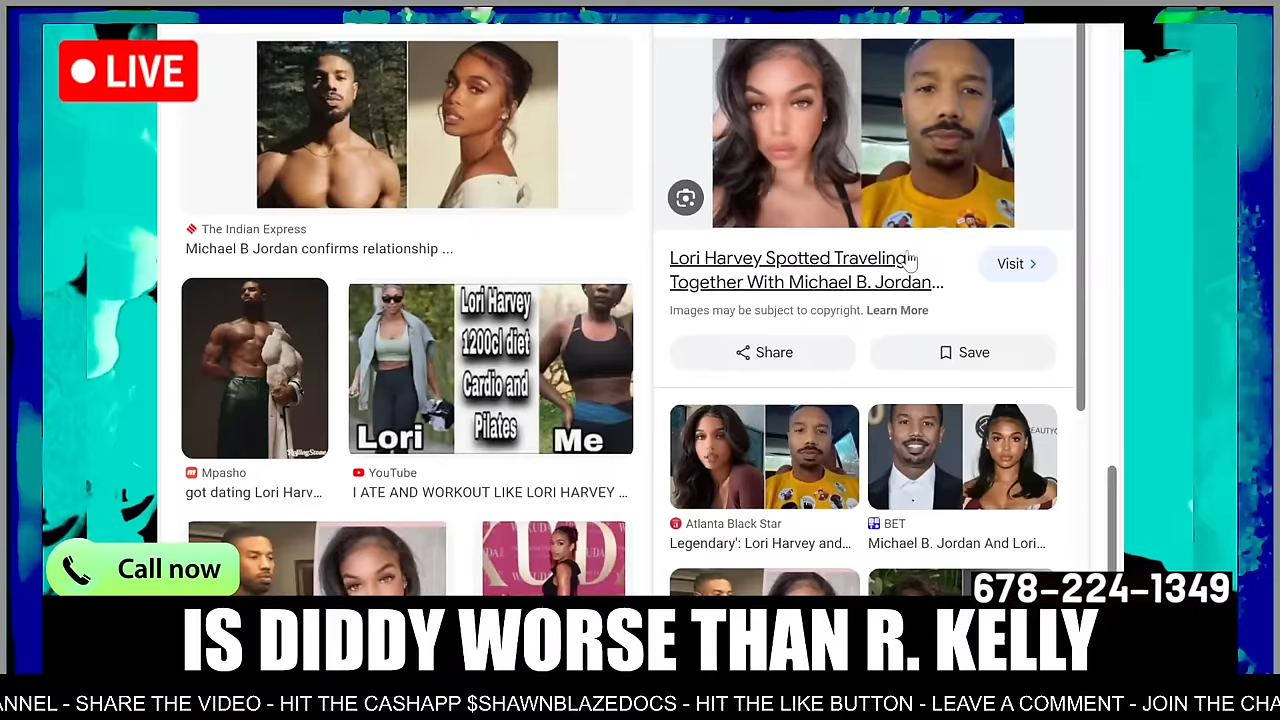 LIVE
The Indian Express
Michael B Jordan confirms relationship ...
Lori Harvey Spotted Traveling
Together With Michael B. Jordan...
Visit
Images may be subject to copyright. Learn More
Share
Save
RollingStone
Mpasho
got dating Lori Harv...
Lori Harvey
1200cl diet
Cardio and
Pilates
Lori
Me
YouTube
I ATE AND WORKOUT LIKE LORI HARVEY ...
Atlanta Black Star
Legendary': Lori Harvey and...
BET
Michael B. Jordan And Lori...
Call now
678-224-1349
IS DIDDY WORSE THAN R. KELLY
ANNEL - SHARE THE VIDEO - HIT THE CASHAPP $SHAWNBLAZEDOCS - HIT THE LIKE BUTTON - LEAVE A COMMENT - JOIN THE CHA